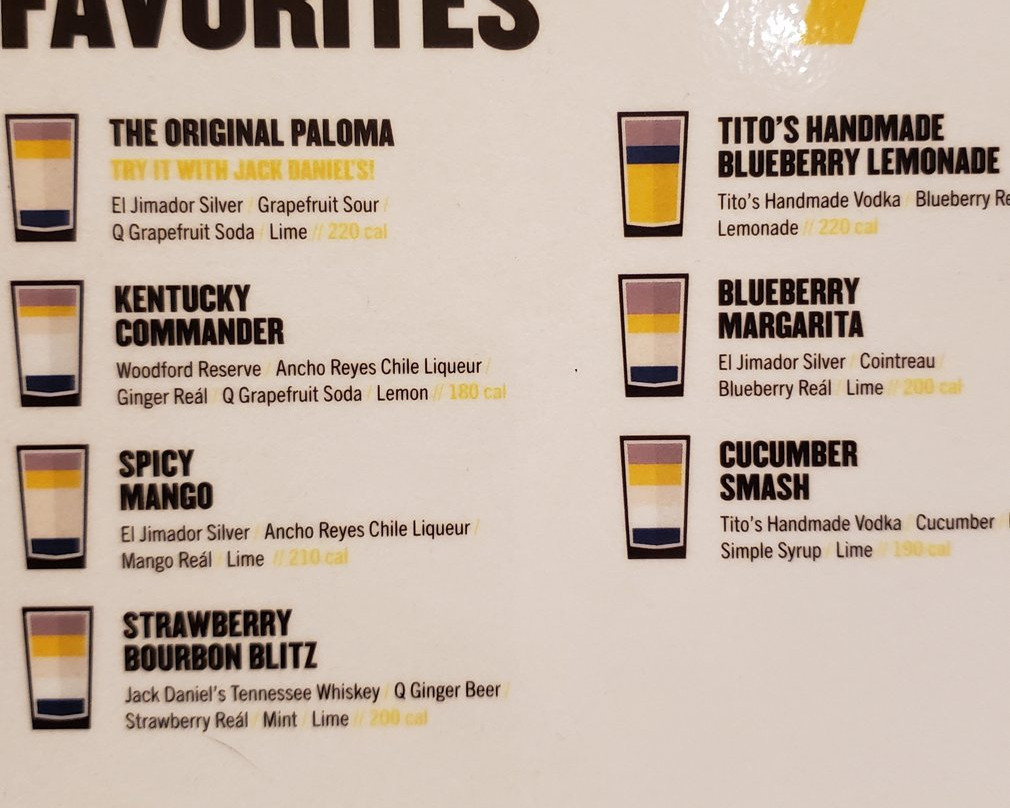 FAVORITES
THE ORIGINAL PALOMA
TRY IT WITH JACK DANIEL'S!
El Jimador Silver / Grapefruit Sour /
Q Grapefruit Soda / Lime // 220 cal
KENTUCKY
COMMANDER
Woodford Reserve / Ancho Reyes Chile Liqueur /
Ginger Reál / Q Grapefruit Soda / Lemon // 180 cal
SPICY
MANGO
El Jimador Silver / Ancho Reyes Chile Liqueur /
Mango Reál / Lime // 210 cal
STRAWBERRY
BOURBON BLITZ
Jack Daniel's Tennessee Whiskey / Q Ginger Beer /
Strawberry Reál / Mint / Lime // 200 cal
TITO'S HANDMADE
BLUEBERRY LEMONADE
Tito's Handmade Vodka / Blueberry Re
Lemonade // 220 cal
BLUEBERRY
MARGARITA
El Jimador Silver / Cointreau /
Blueberry Reál / Lime // 200 cal
CUCUMBER
SMASH
Tito's Handmade Vodka / Cucumber /
Simple Syrup / Lime // 190 cal